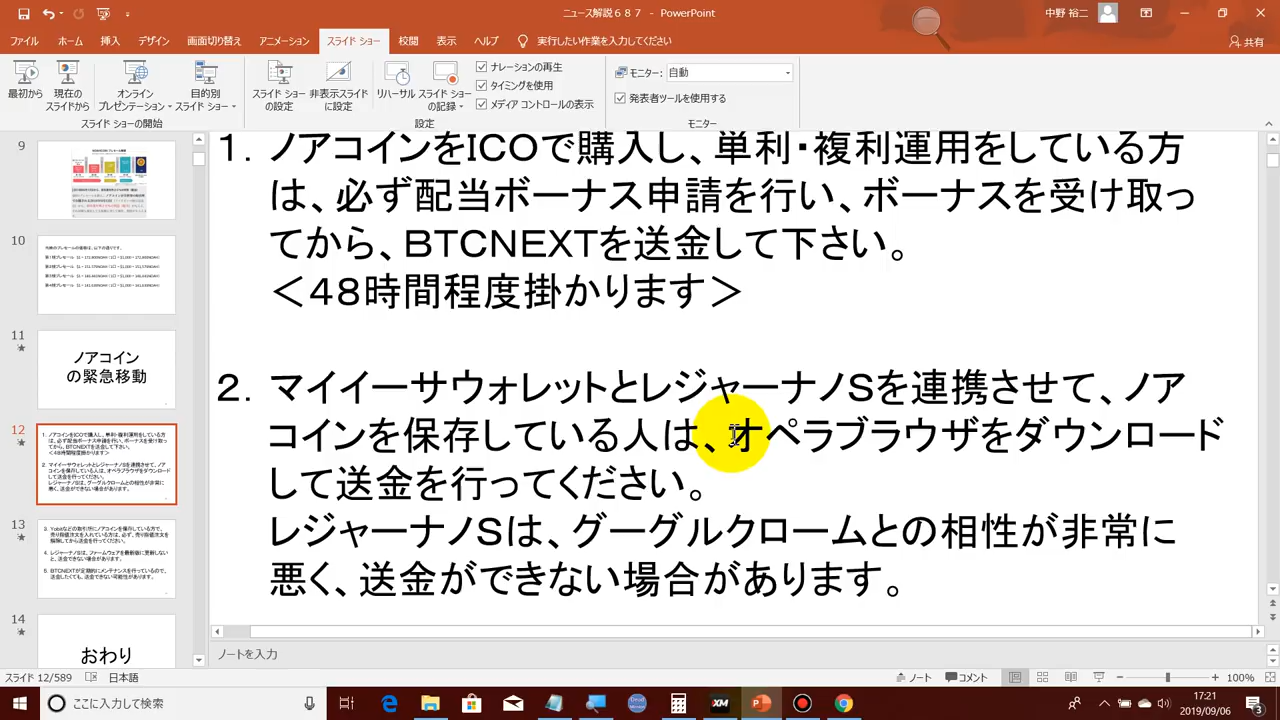 ニュース解説６８７ - PowerPoint
中野 裕二
ファイル ホーム 挿入 デザイン 画面切り替え アニメーション スライド ショー 校閲 表示 ヘルプ 実行したい作業を入力してください 共有
最初から
現在の
スライドから
オンライン
プレゼンテーション
目的別
スライド ショー
スライド ショーの開始
スライド ショー
の設定
非表示スライド
に設定
リハーサル
スライド ショー
の記録
ナレーションの再生
タイミングを使用
メディア コントロールの表示
設定
モニター: 自動
発表者ツールを使用する
モニター
9
10
11
ノアコイン
の緊急移動
12
13
14
おわり
１．ノアコインをICOで購入し、単利・複利運用をしている方
は、必ず配当ボーナス申請を行い、ボーナスを受け取っ
てから、BTCNEXTを送金して下さい。
＜４８時間程度掛かります＞
２．マイイーサウォレットとレジャーナノSを連携させて、ノア
コインを保存している人は、オペラブラウザをダウンロード
して送金を行ってください。
レジャーナノSは、グーグルクロームとの相性が非常に
悪く、送金ができない場合があります。
ノートを入力
スライド 12/589 日本語 ノート コメント 100%
ここに入力して検索
17:21
2019/09/06